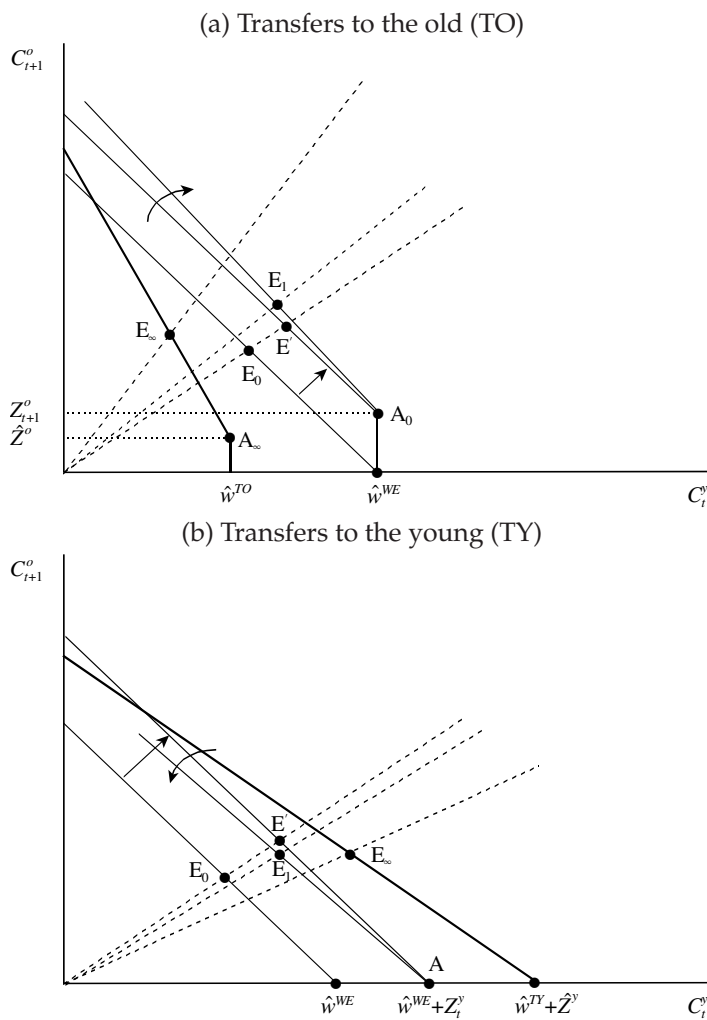 (a) Transfers to the old (TO)
C^o_{t+1}
E_1
E_∞
E'
E_0
Z^o_{t+1}
A_0
Ẑ^o
A_∞
ŵ^{TO}
ŵ^{WE}
C^y_t
(b) Transfers to the young (TY)
C^o_{t+1}
E'
E_∞
E_0
E_1
A
ŵ^{WE}
ŵ^{WE}+Z^y_t
ŵ^{TY}+Ẑ^y
C^y_t